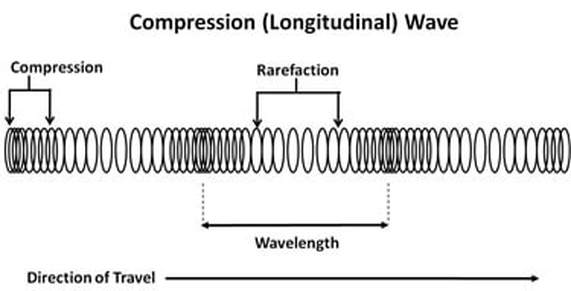 Compression (Longitudinal) Wave
Compression
Rarefaction
Wavelength
Direction of Travel